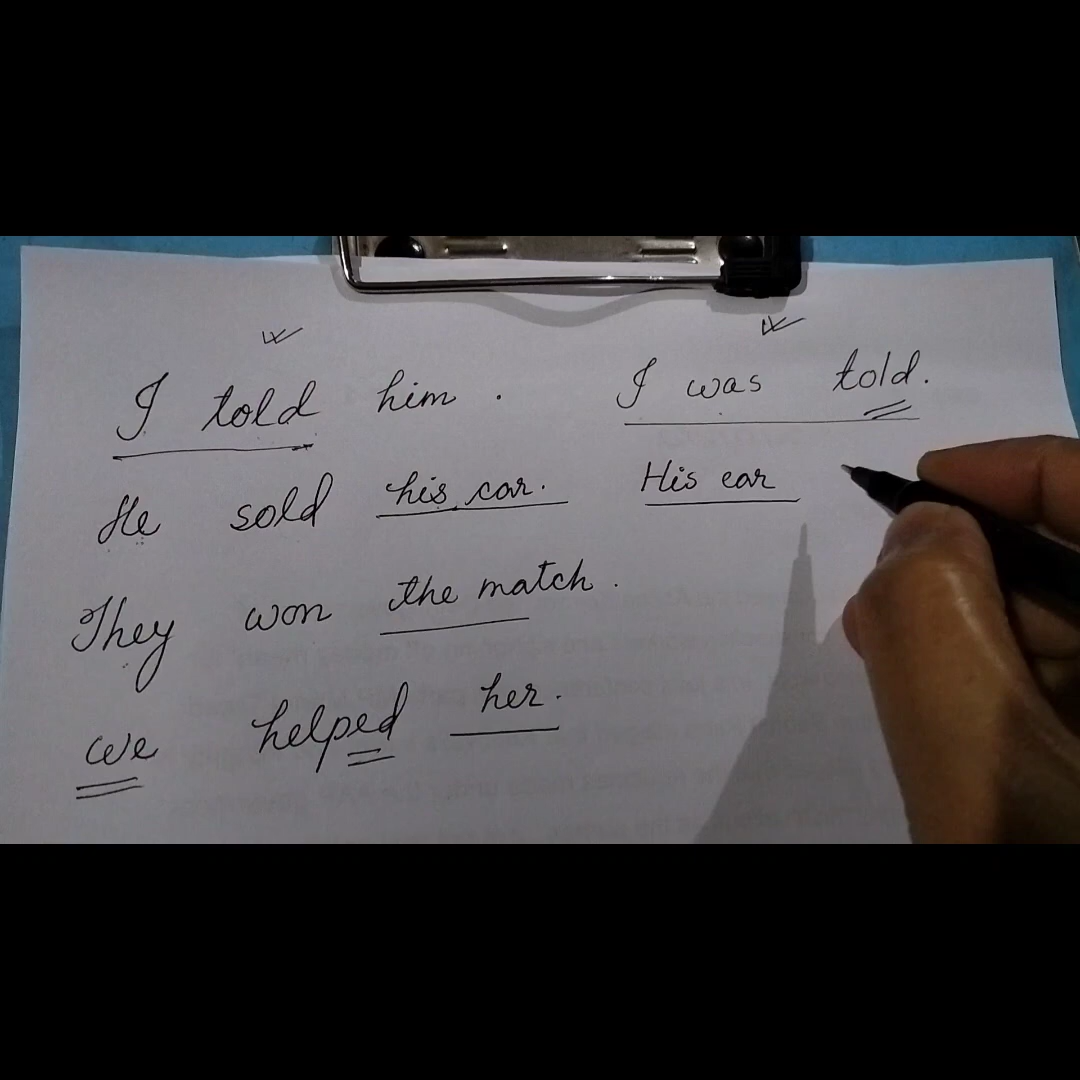 I told him. I was told.
He sold his car. His car
They won the match.
we helped her.